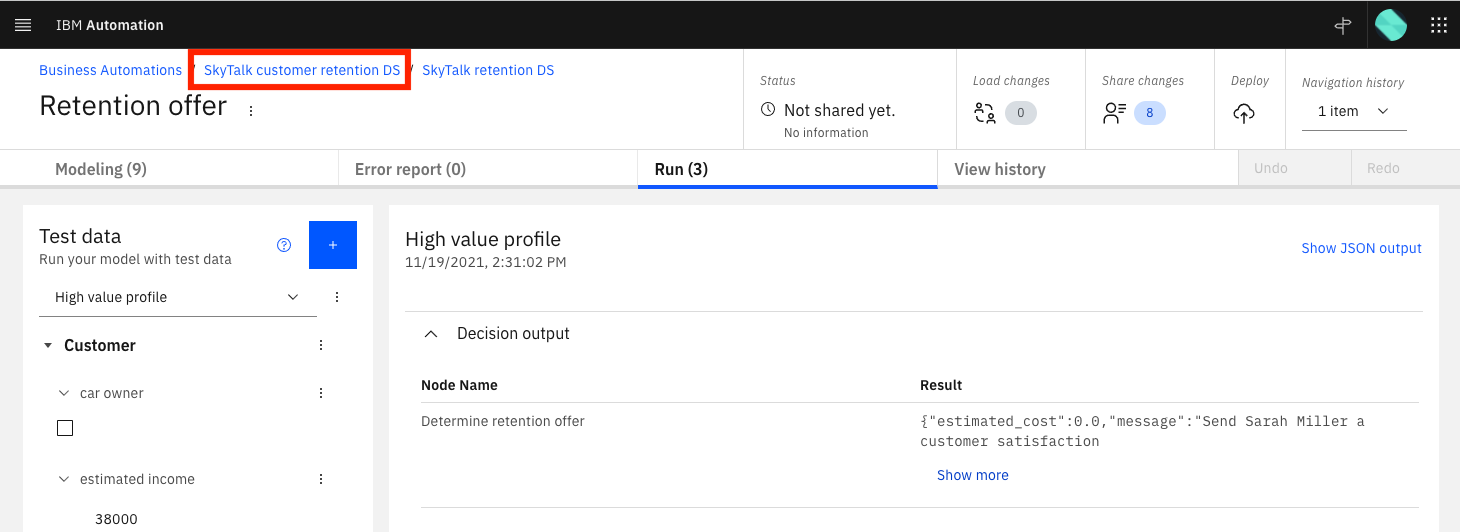 IBM Automation
Business Automations / SkyTalk customer retention DS / SkyTalk retention DS
Retention offer
Status
Not shared yet.
No information
Load changes
0
Share changes
8
Deploy
Navigation history
1 item
Modeling (9)
Error report (0)
Run (3)
View history
Undo
Redo
Test data
Run your model with test data
?
+
High value profile
Customer
car owner
estimated income
38000
High value profile
11/19/2021, 2:31:02 PM
Show JSON output
Decision output
Node Name Result
Determine retention offer {"estimated_cost":0.0,"message":"Send Sarah Miller a
customer satisfaction
Show more